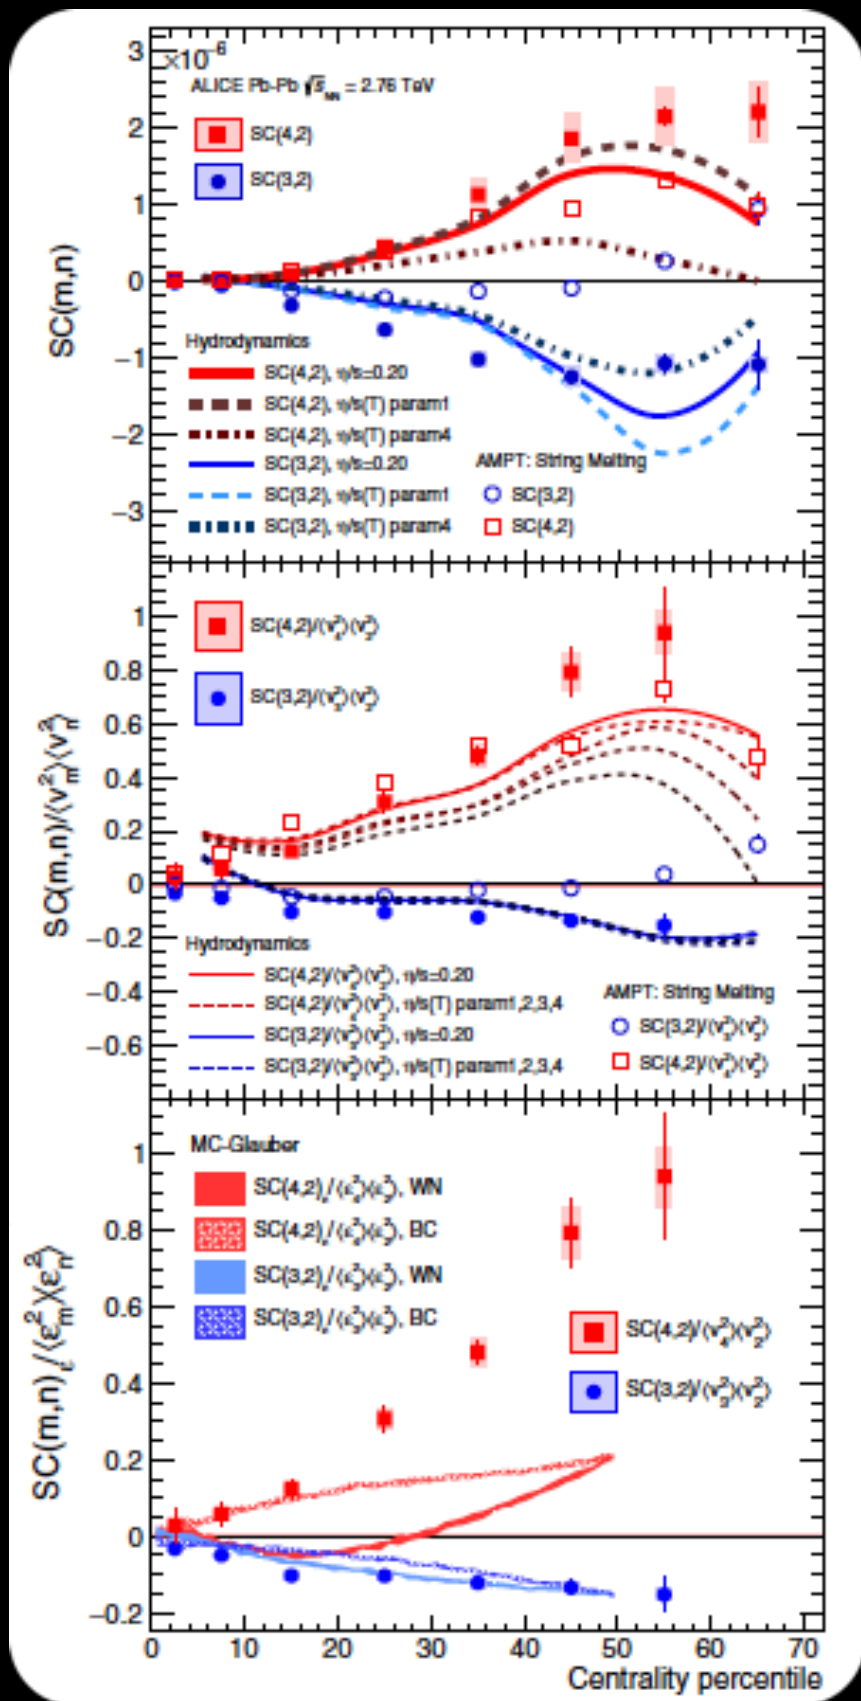 ×10⁻⁶
ALICE Pb-Pb √s_NN = 2.76 TeV
SC(4,2)
SC(3,2)
3
2
1
0
−1
−2
−3
SC(m,n)
Hydrodynamics
SC(4,2), η/s=0.20
SC(4,2), η/s(T) param1
SC(4,2), η/s(T) param4
SC(3,2), η/s=0.20
SC(3,2), η/s(T) param1
SC(3,2), η/s(T) param4
AMPT: String Melting
SC(3,2)
SC(4,2)
SC(4,2)/⟨v₄²⟩⟨v₂²⟩
SC(3,2)/⟨v₃²⟩⟨v₂²⟩
1
0.8
0.6
0.4
0.2
0
−0.2
−0.4
−0.6
SC(m,n)/⟨v_m²⟩⟨v_n²⟩
Hydrodynamics
SC(4,2)/⟨v₄²⟩⟨v₂²⟩, η/s=0.20
SC(4,2)/⟨v₄²⟩⟨v₂²⟩, η/s(T) param1,2,3,4
SC(3,2)/⟨v₃²⟩⟨v₂²⟩, η/s=0.20
SC(3,2)/⟨v₃²⟩⟨v₂²⟩, η/s(T) param1,2,3,4
AMPT: String Melting
SC(3,2)/⟨v₃²⟩⟨v₂²⟩
SC(4,2)/⟨v₄²⟩⟨v₂²⟩
MC-Glauber
SC(4,2)_ε/⟨ε₄²⟩⟨ε₂²⟩, WN
SC(4,2)_ε/⟨ε₄²⟩⟨ε₂²⟩, BC
SC(3,2)_ε/⟨ε₃²⟩⟨ε₂²⟩, WN
SC(3,2)_ε/⟨ε₃²⟩⟨ε₂²⟩, BC
SC(4,2)/⟨v₄²⟩⟨v₂²⟩
SC(3,2)/⟨v₃²⟩⟨v₂²⟩
1
0.8
0.6
0.4
0.2
0
−0.2
SC(m,n)_ε/⟨ε_m²⟩⟨ε_n²⟩
0 10 20 30 40 50 60 70
Centrality percentile